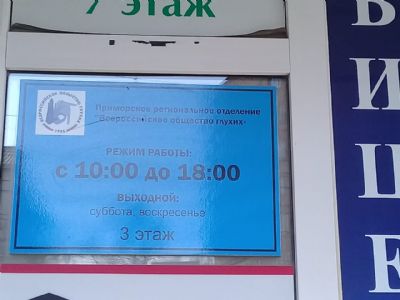 7 этаж
Приморское региональное отделение
"Всероссийское общество глухих"
РЕЖИМ РАБОТЫ:
с 10:00 до 18:00
ВЫХОДНОЙ:
суббота, воскресенье
3 этаж
И
Ц
Е